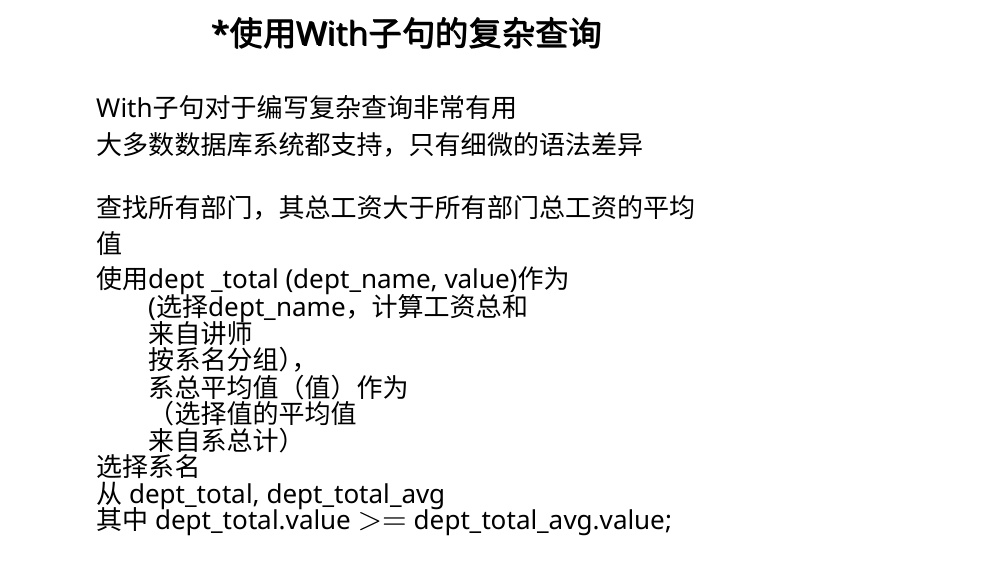 *使用With子句的复杂查询
With子句对于编写复杂查询非常有用
大多数数据库系统都支持，只有细微的语法差异
查找所有部门，其总工资大于所有部门总工资的平均
值
使用dept _total (dept_name, value)作为
(选择dept_name，计算工资总和
来自讲师
按系名分组），
系总平均值（值）作为
（选择值的平均值
来自系总计）
选择系名
从 dept_total, dept_total_avg
其中 dept_total.value >= dept_total_avg.value;